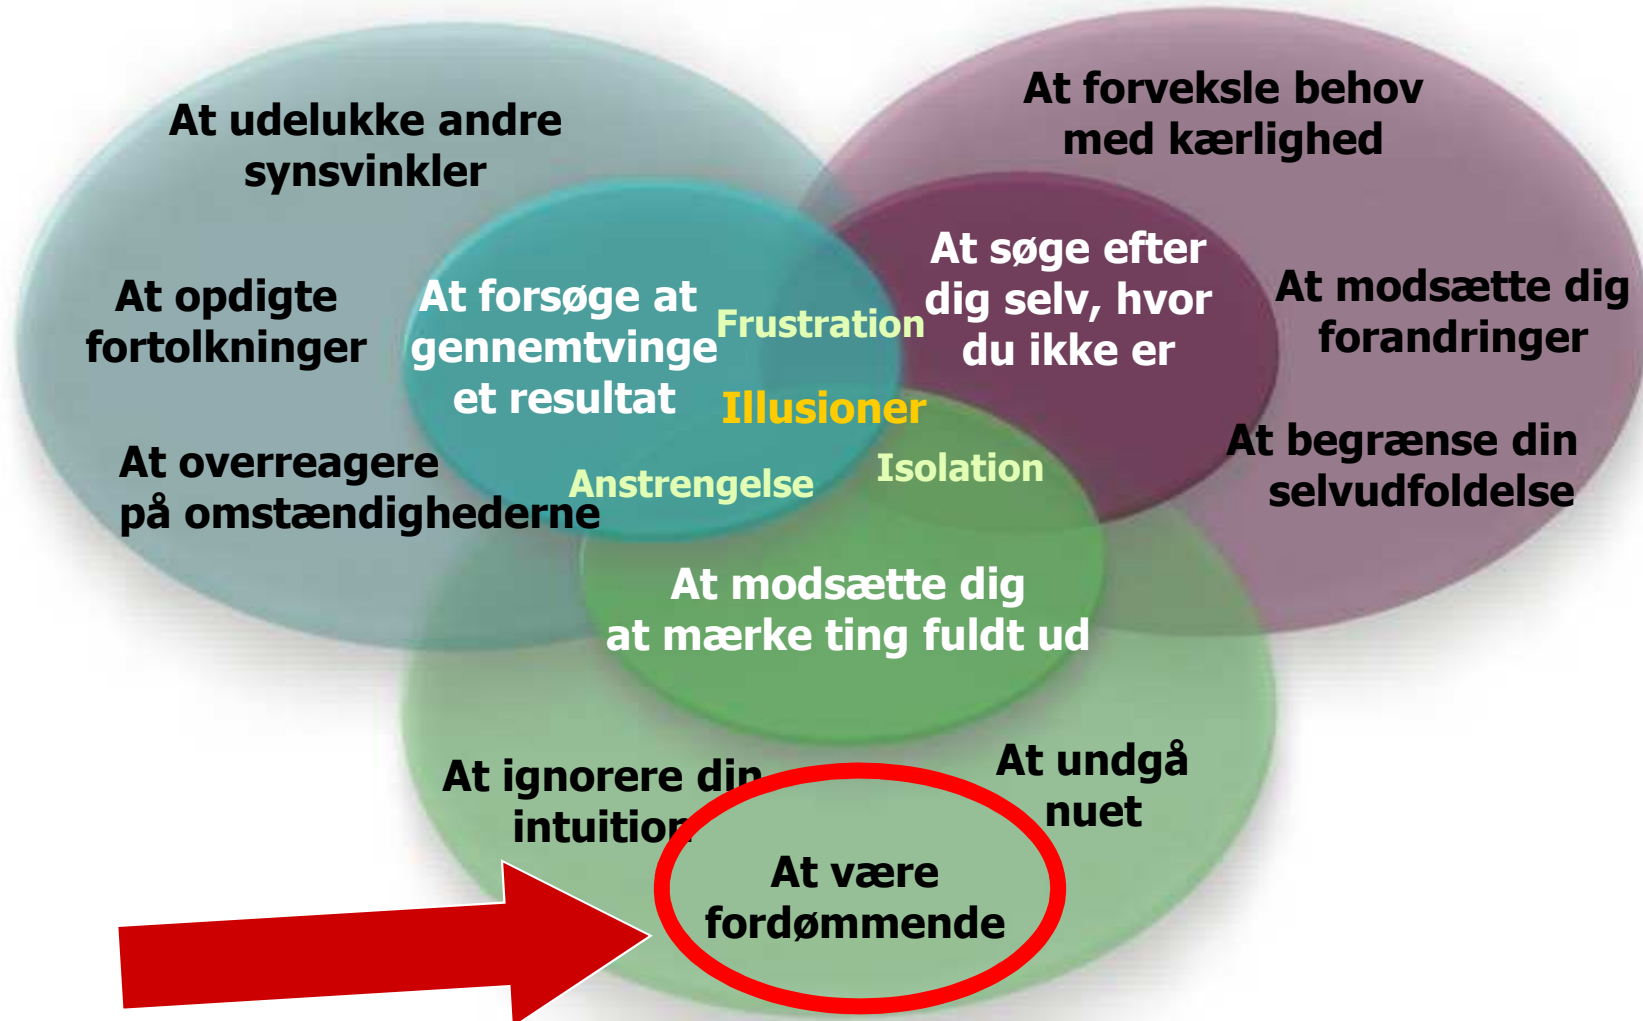 At udelukke andre
synsvinkler
At opdigte
fortolkninger
At overreagere
på omstændighederne
At forsøge at
gennemtvinge
et resultat
Frustration
Illusioner
Anstrengelse
Isolation
At søge efter
dig selv, hvor
du ikke er
At forveksle behov
med kærlighed
At modsætte dig
forandringer
At begrænse din
selvudfoldelse
At modsætte dig
at mærke ting fuldt ud
At ignorere din
intuition
At være
fordømmende
At undgå
nuet